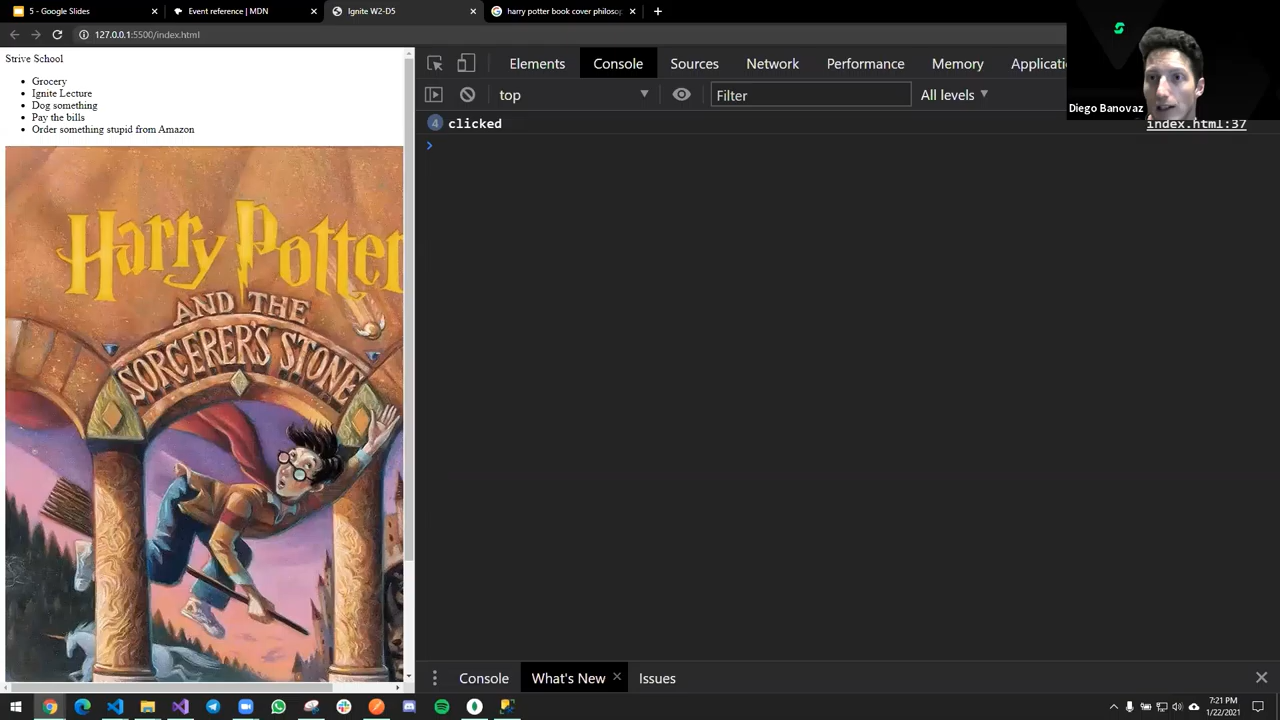 5 - Google Slides
Event reference | MDN
Ignite W2-D5
harry potter book cover philosop
127.0.0.1:5500/index.html
Strive School
Grocery
Ignite Lecture
Dog something
Pay the bills
Order something stupid from Amazon
Harry Potter
AND THE
SORCERER'S STONE
Elements
Console
Sources
Network
Performance
Memory
Applicati
top
Filter
All levels
4 clicked
index.html:37
Diego Banovaz
Console
What's New
Issues
7:21 PM
1/22/2021